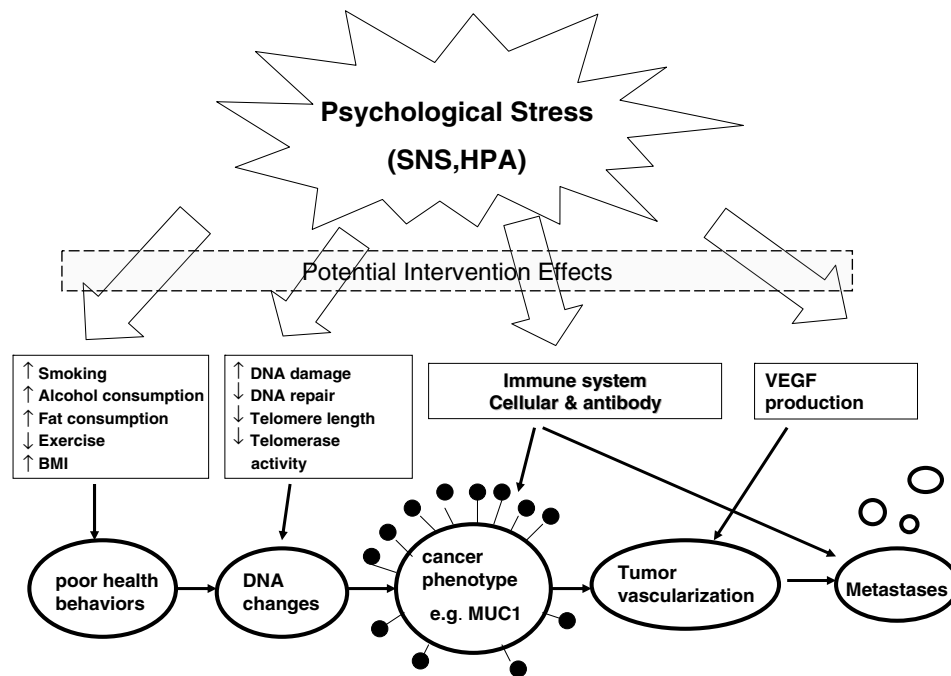 Psychological Stress
(SNS,HPA)
Potential Intervention Effects
↑ Smoking
↑ Alcohol consumption
↑ Fat consumption
↓ Exercise
↑ BMI
↑ DNA damage
↓ DNA repair
↓ Telomere length
↓ Telomerase
activity
Immune system
Cellular & antibody
VEGF
production
poor health
behaviors
DNA
changes
cancer
phenotype
e.g. MUC1
Tumor
vascularization
Metastases